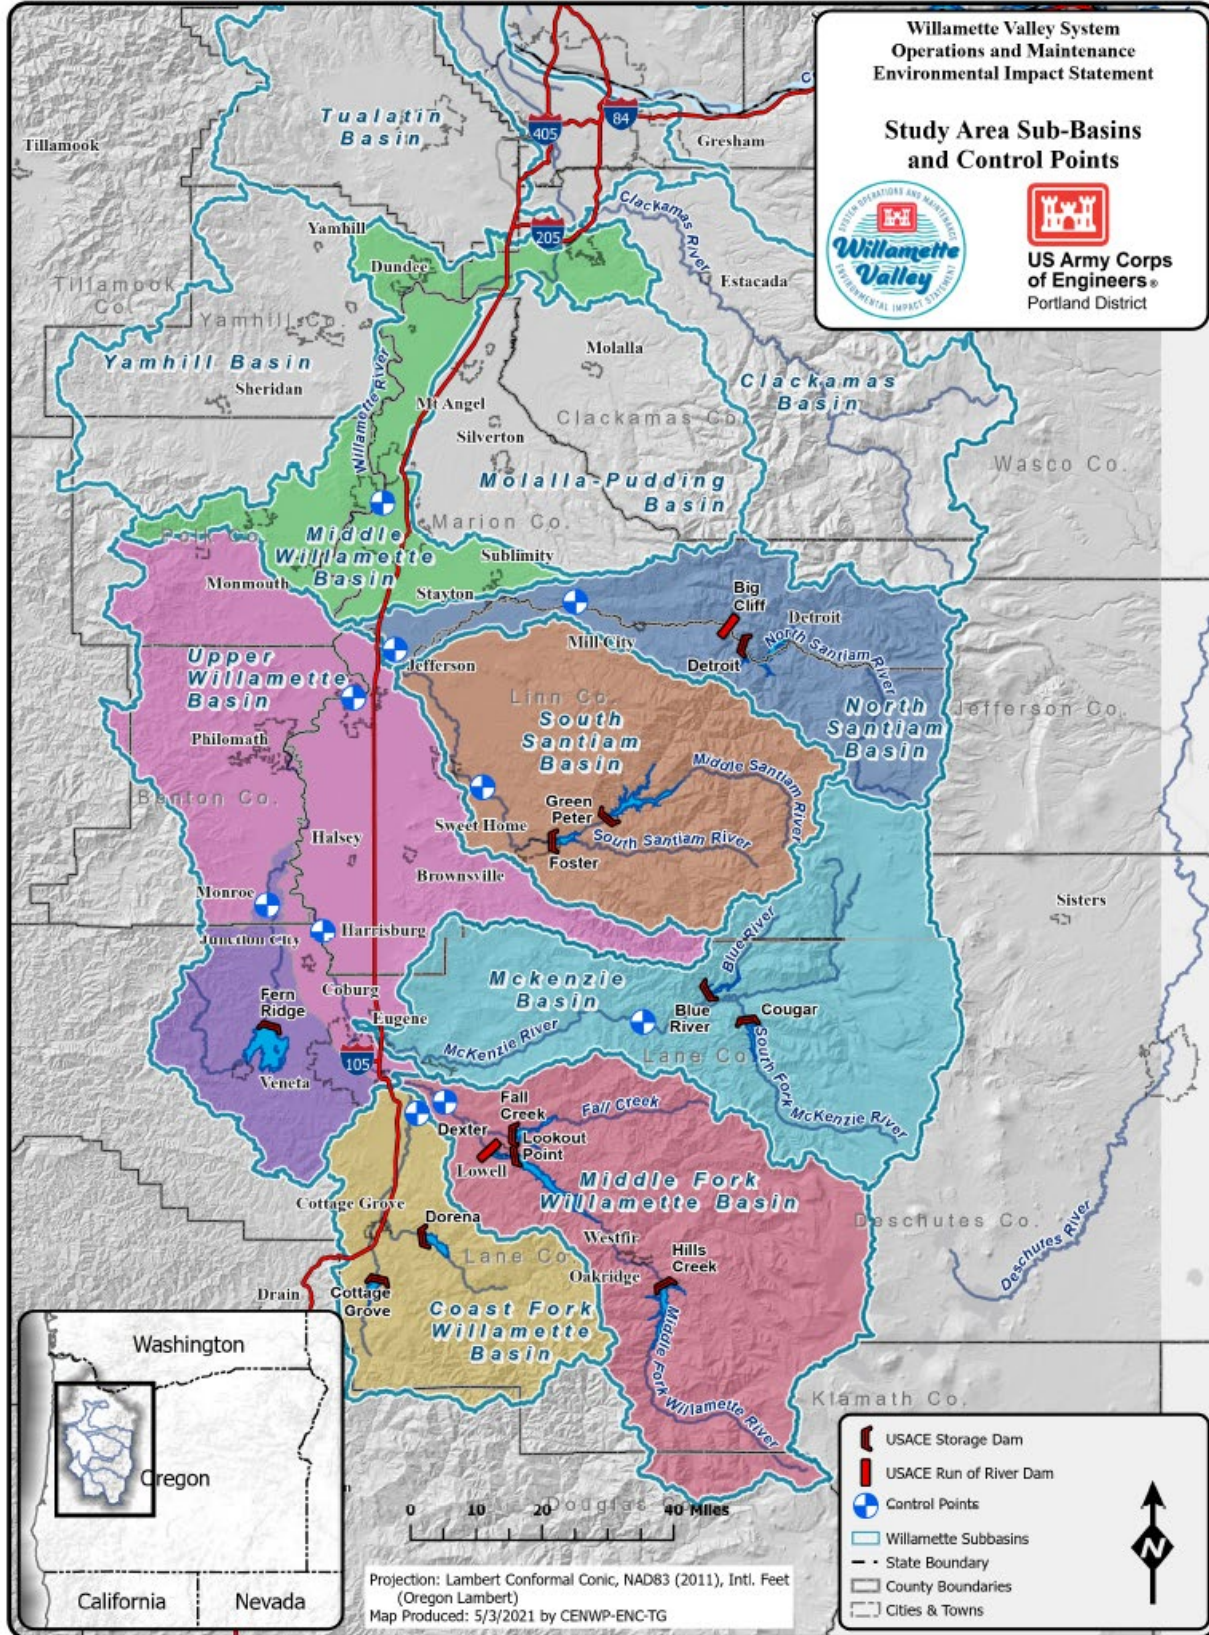 Willamette Valley System
Operations and Maintenance
Environmental Impact Statement
Study Area Sub-Basins
and Control Points
SYSTEM OPERATIONS AND MAINTENANCE
Willamette
Valley
ENVIRONMENTAL IMPACT STATEMENT
US Army Corps
of Engineers®
Portland District
Tualatin
Basin
Tillamook
405
84
Gresham
Clackamas River
Yamhill
205
Dundee
Estacada
Tillamook
Co.
Yamhill Co.
Yamhill Basin
Sheridan
Willamette River
Molalla
Clackamas
Basin
Mt Angel
Clackamas Co.
Silverton
Wasco Co.
Molalla-Pudding
Basin
Marion Co.
Polk Co.
Middle
Willamette
Basin
Sublimity
Monmouth
Stayton
Big
Cliff
Detroit
Mill City
North Santiam River
Detroit
Jefferson
Upper
Willamette
Basin
Linn Co.
South
Santiam
Basin
North
Santiam
Basin
Jefferson Co.
Philomath
Middle Santiam River
Benton Co.
Green
Peter
Sweet Home
South Santiam River
Halsey
Foster
Brownsville
Monroe
Sisters
Junction City
Harrisburg
Blue River
Mckenzie
Basin
Coburg
Fern
Ridge
Blue
River
Cougar
Eugene
McKenzie River
Lane Co.
105
Veneta
South Fork McKenzie River
Fall
Creek
Fall Creek
Dexter
Lookout
Point
Lowell
Middle Fork
Willamette Basin
Cottage Grove
Dorena
Deschutes Co.
Deschutes River
Westfir
Lane Co.
Hills
Creek
Oakridge
Drain
Cottage
Grove
Coast Fork
Willamette
Basin
Middle Fork Willamette River
Klamath Co.
Washington
Oregon
California
Nevada
Douglas Co.
0 10 20 40 Miles
Projection: Lambert Conformal Conic, NAD83 (2011), Intl. Feet
(Oregon Lambert)
Map Produced: 5/3/2021 by CENWP-ENC-TG
USACE Storage Dam
USACE Run of River Dam
Control Points
Willamette Subbasins
State Boundary
County Boundaries
Cities & Towns
N